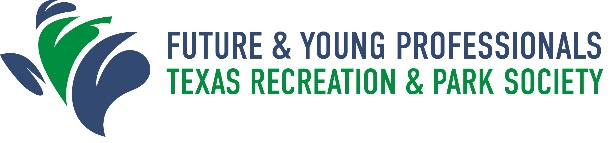 FUTURE & YOUNG PROFESSIONALS
TEXAS RECREATION & PARK SOCIETY